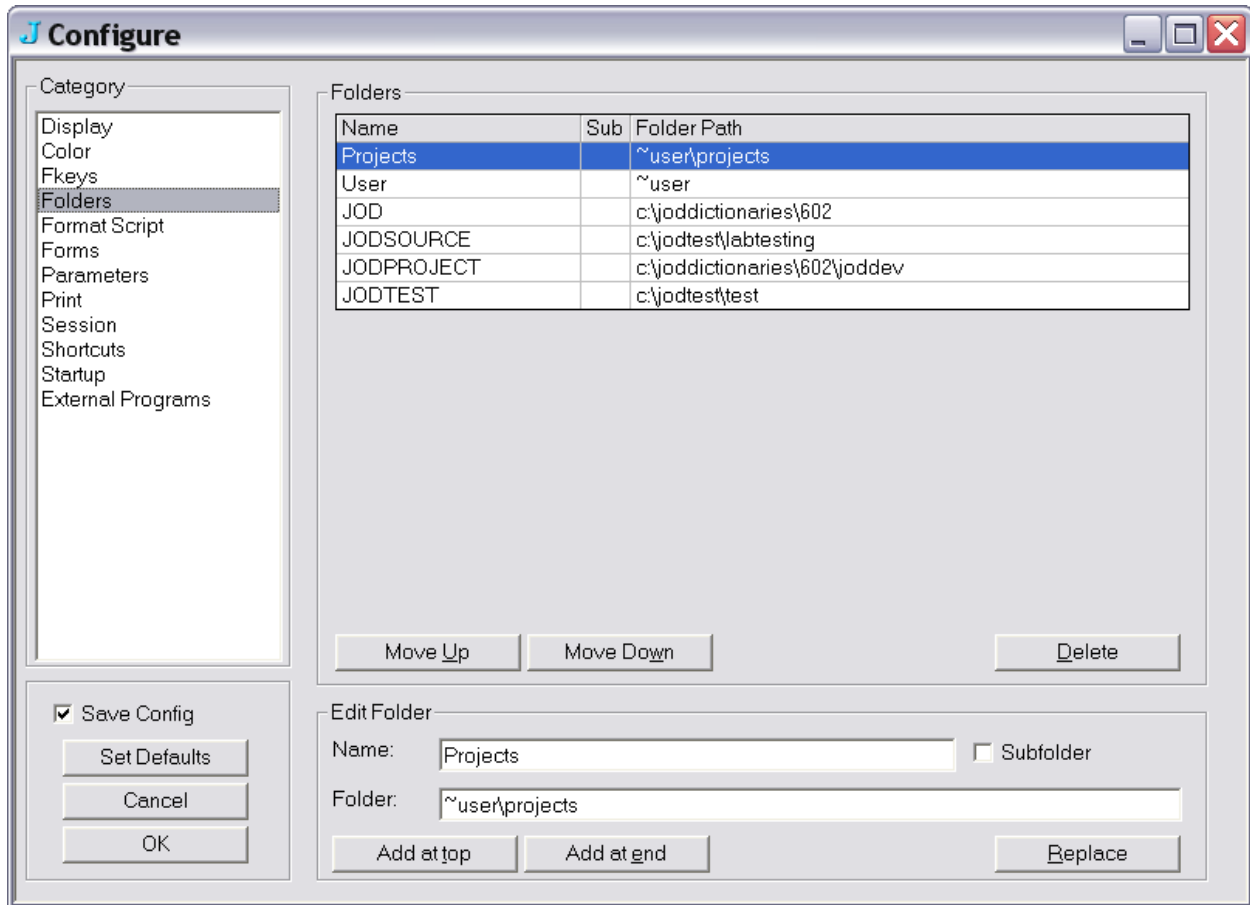 J Configure
Category
Display
Color
Fkeys
Folders
Format Script
Forms
Parameters
Print
Session
Shortcuts
Startup
External Programs
Folders
Name Sub Folder Path
Projects ~user\projects
User ~user
JOD c:\joddictionaries\602
JODSOURCE c:\jodtest\labtesting
JODPROJECT c:\joddictionaries\602\joddev
JODTEST c:\jodtest\test
Move Up Move Down Delete
Save Config
Set Defaults
Cancel
OK
Edit Folder
Name: Projects Subfolder
Folder: ~user\projects
Add at top Add at end Replace